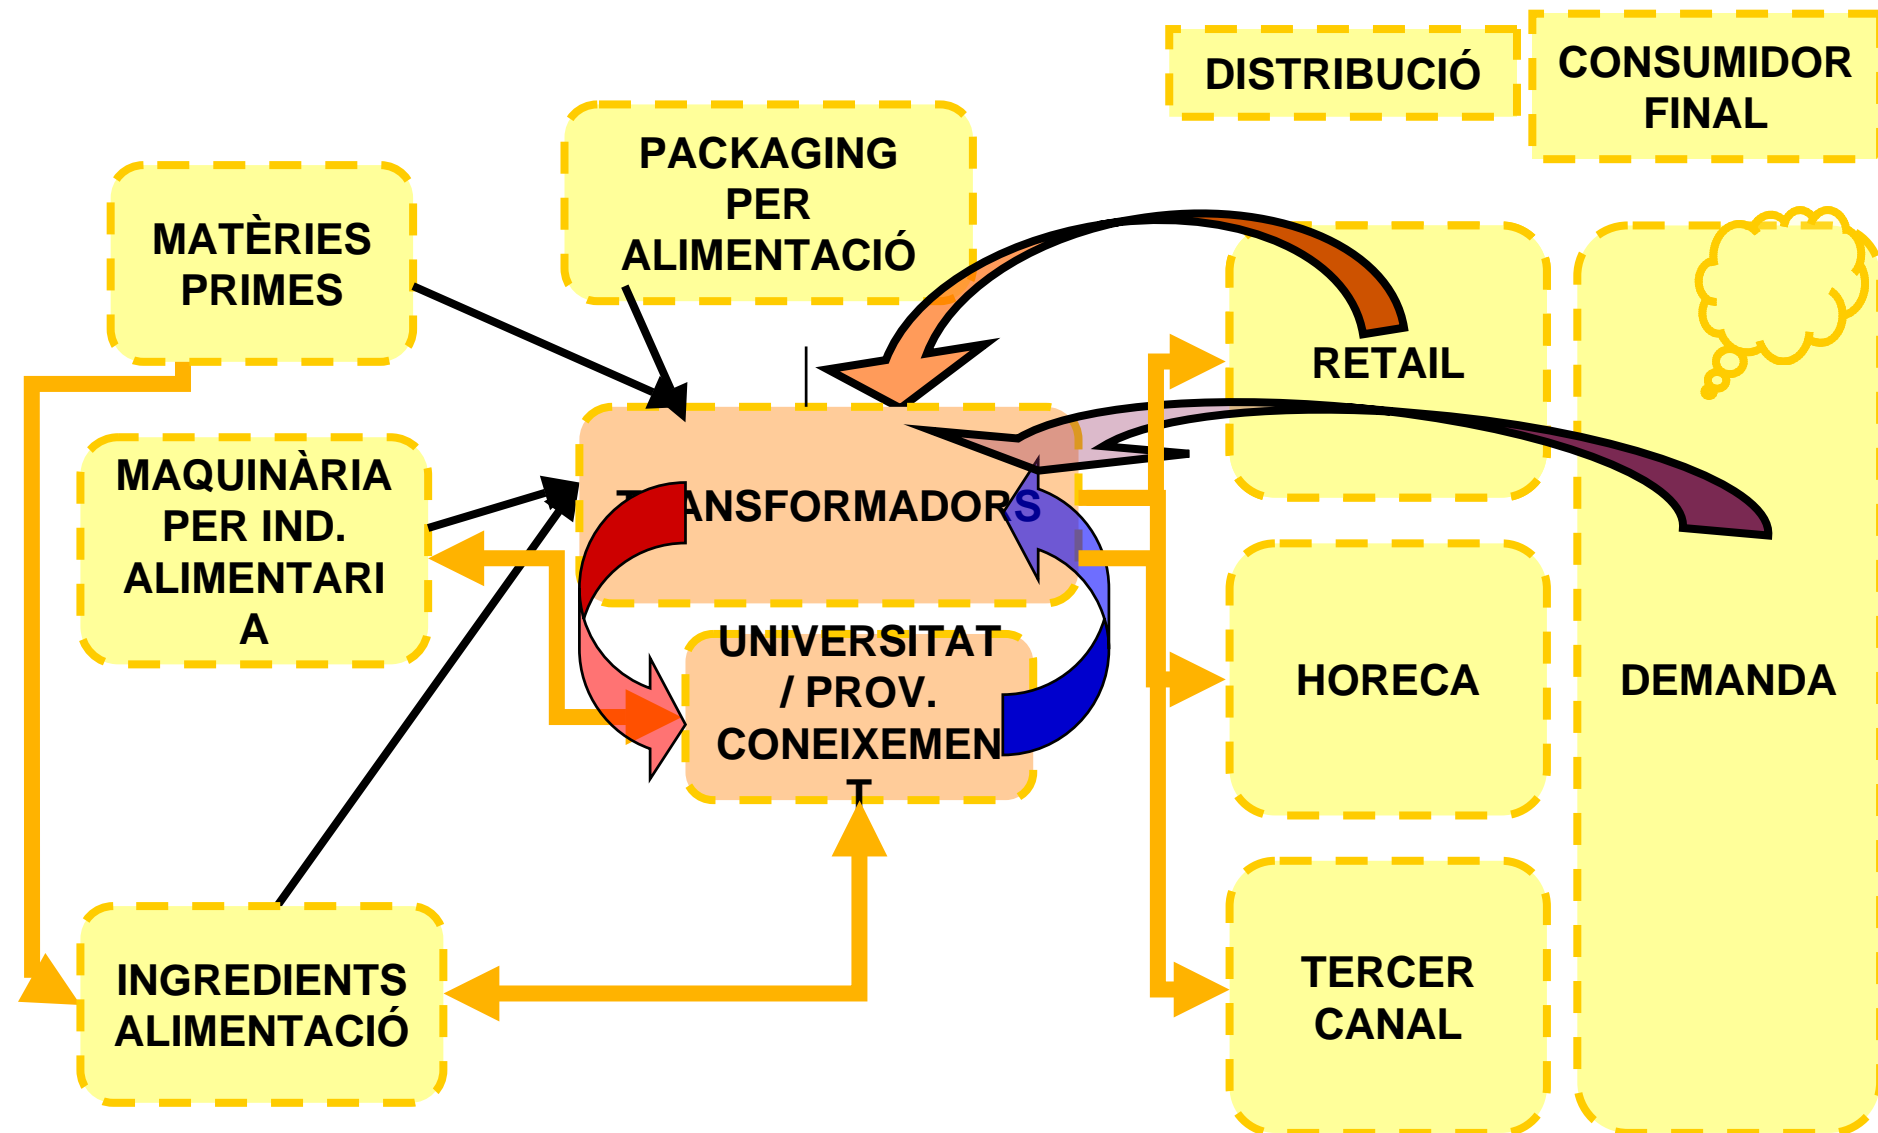 DISTRIBUCIÓ
CONSUMIDOR
FINAL
PACKAGING
PER
ALIMENTACIÓ
MATÈRIES
PRIMES
RETAIL
MAQUINÀRIA
PER IND.
ALIMENTARI
A
TRANSFORMADORS
UNIVERSITAT
/ PROV.
CONEIXEMEN
T
HORECA
DEMANDA
INGREDIENTS
ALIMENTACIÓ
TERCER
CANAL